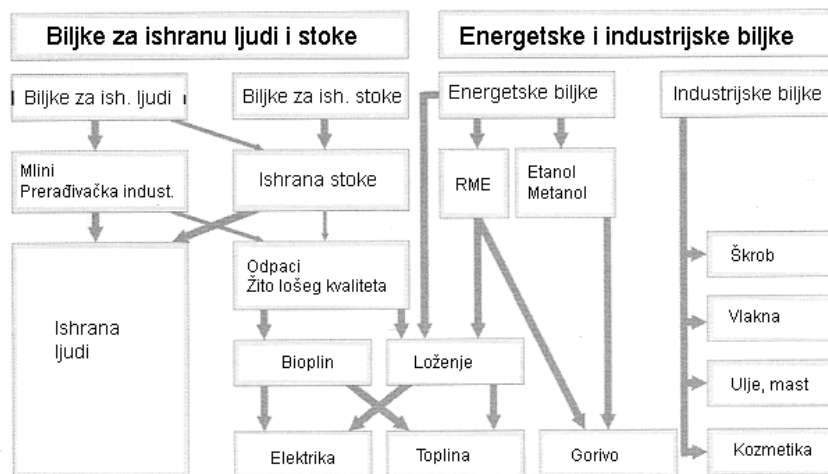 Biljke za ishranu ljudi i stoke
Energetske i industrijske biljke
Biljke za ish. ljudi
Biljke za ish. stoke
Energetske biljke
Industrijske biljke
Mlini
Prerađivačka indust.
Ishrana stoke
RME
Etanol
Metanol
Odpaci
Žito lošeg kvaliteta
Škrob
Ishrana
ljudi
Vlakna
Bioplin
Loženje
Ulje, mast
Elektrika
Toplina
Gorivo
Kozmetika